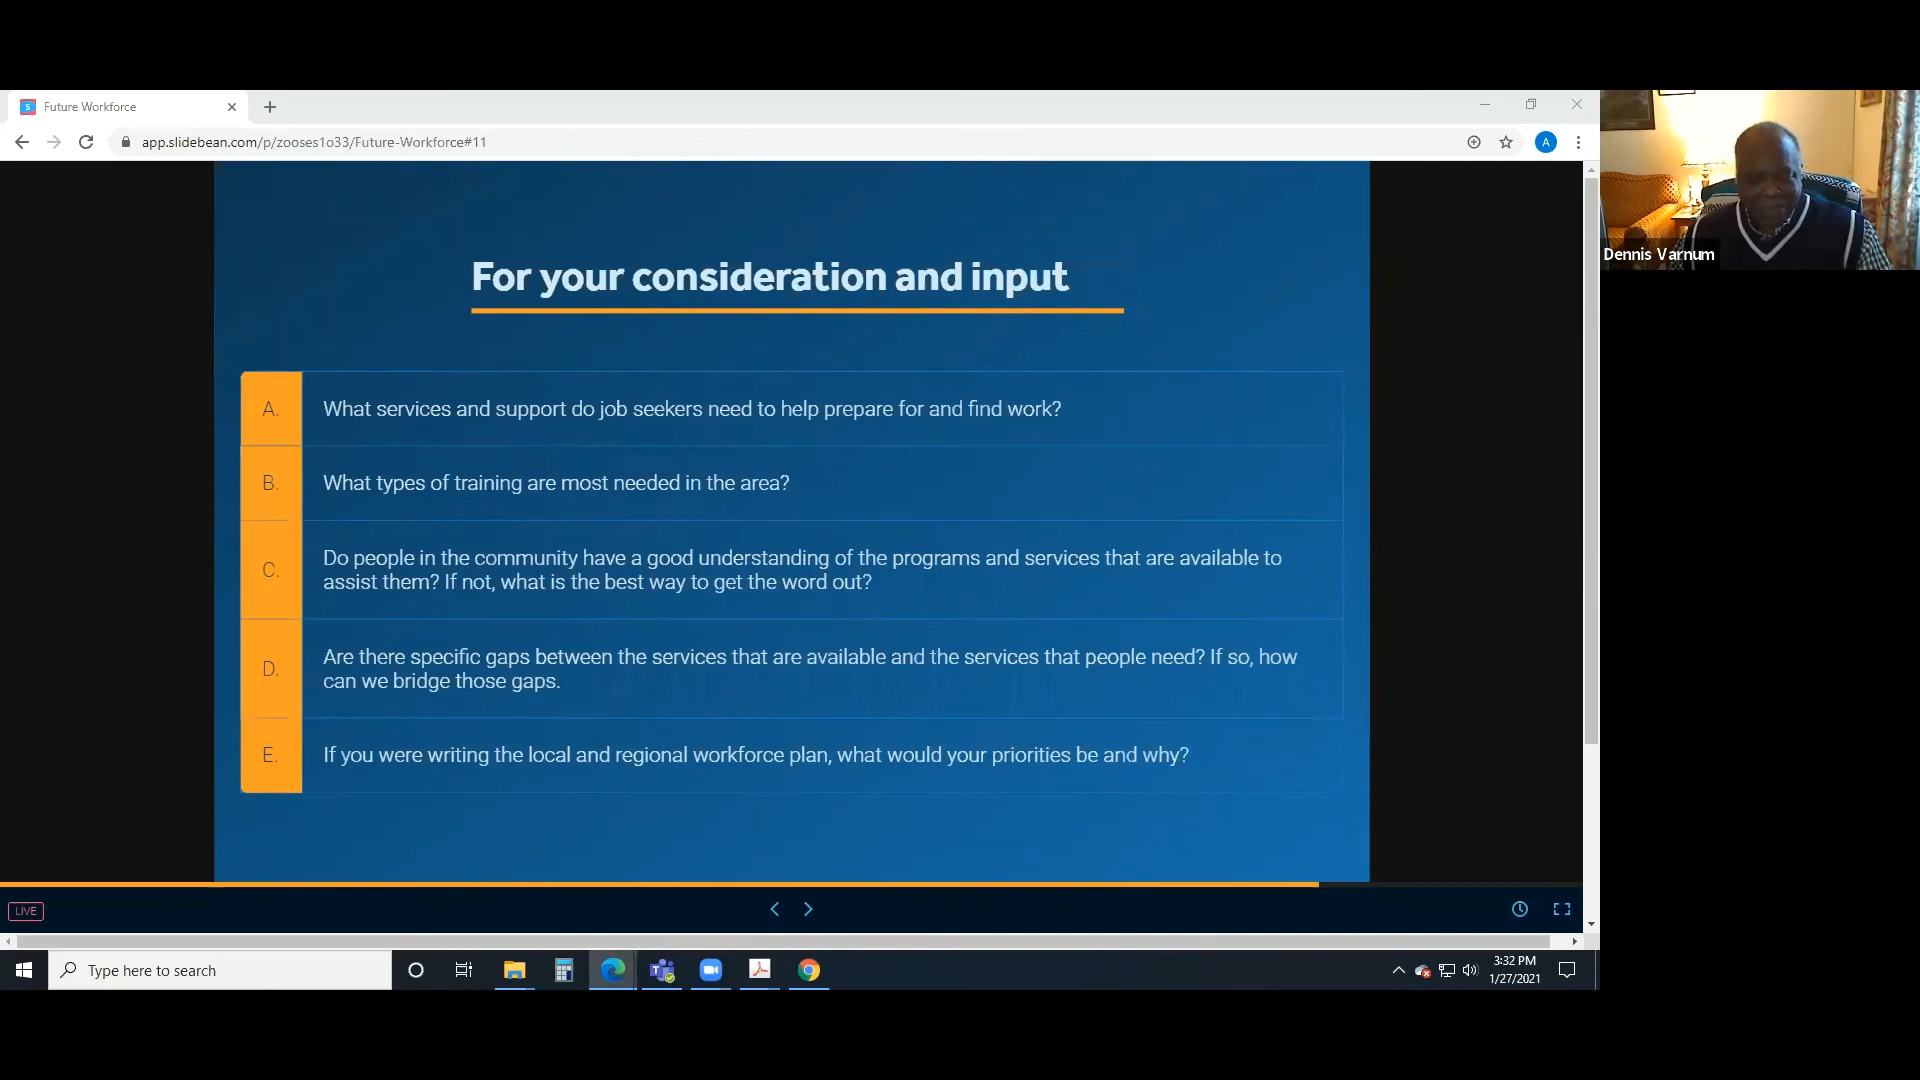 Future Workforce
app.slidebean.com/p/zooses1o33/Future-Workforce#11
A
Dennis Varnum
For your consideration and input
A. What services and support do job seekers need to help prepare for and find work?
B. What types of training are most needed in the area?
C. Do people in the community have a good understanding of the programs and services that are available to
assist them? If not, what is the best way to get the word out?
D. Are there specific gaps between the services that are available and the services that people need? If so, how
can we bridge those gaps.
E. If you were writing the local and regional workforce plan, what would your priorities be and why?
LIVE
Type here to search
3:32 PM
1/27/2021